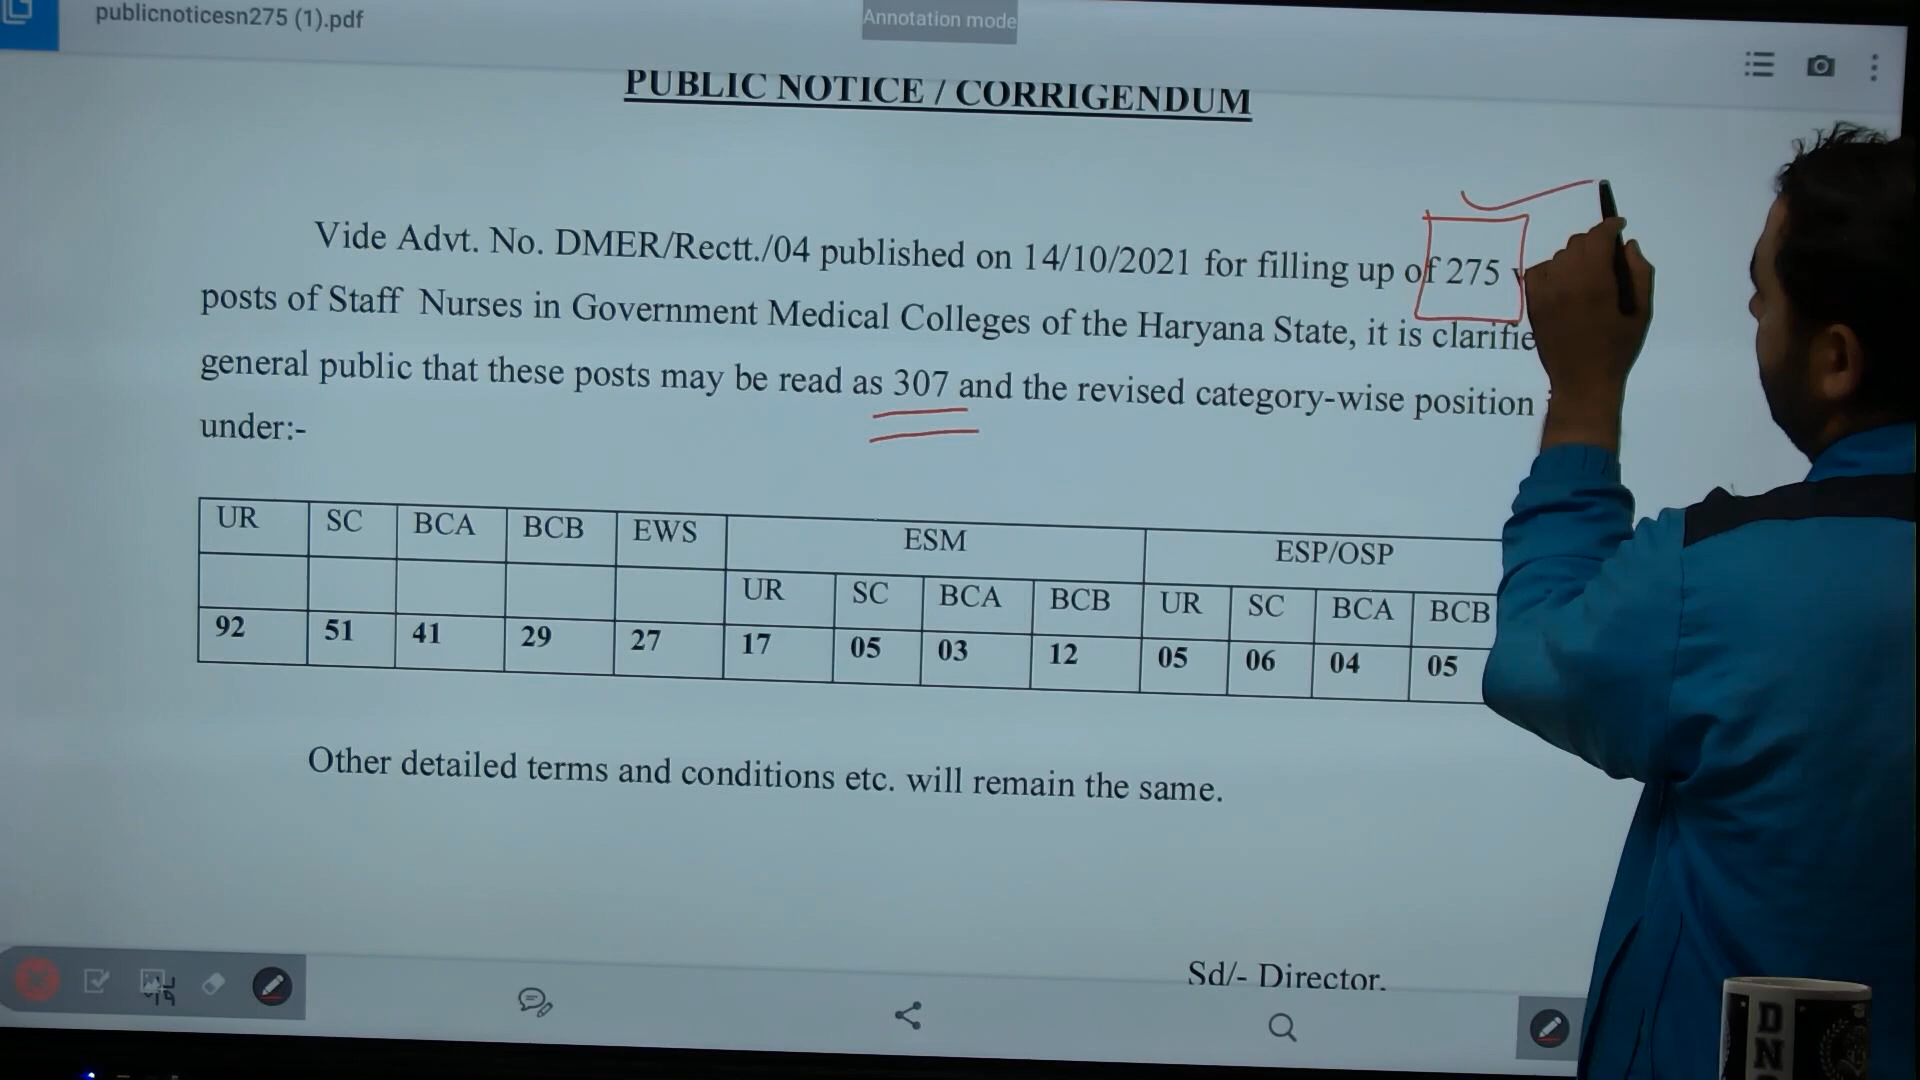 publicnoticesn275 (1).pdf
Annotation mode
PUBLIC NOTICE / CORRIGENDUM
Vide Advt. No. DMER/Rectt./04 published on 14/10/2021 for filling up of 275
posts of Staff Nurses in Government Medical Colleges of the Haryana State, it is
general public that these posts may be read as 307 and the revised category-wise position
under:-
UR SC BCA BCB EWS ESM ESP/OSP
UR SC BCA BCB UR SC BCA BCB
92 51 41 29 27 17 05 03 12 05 06 04 05
Other detailed terms and conditions etc. will remain the same.
Sd/- Director.